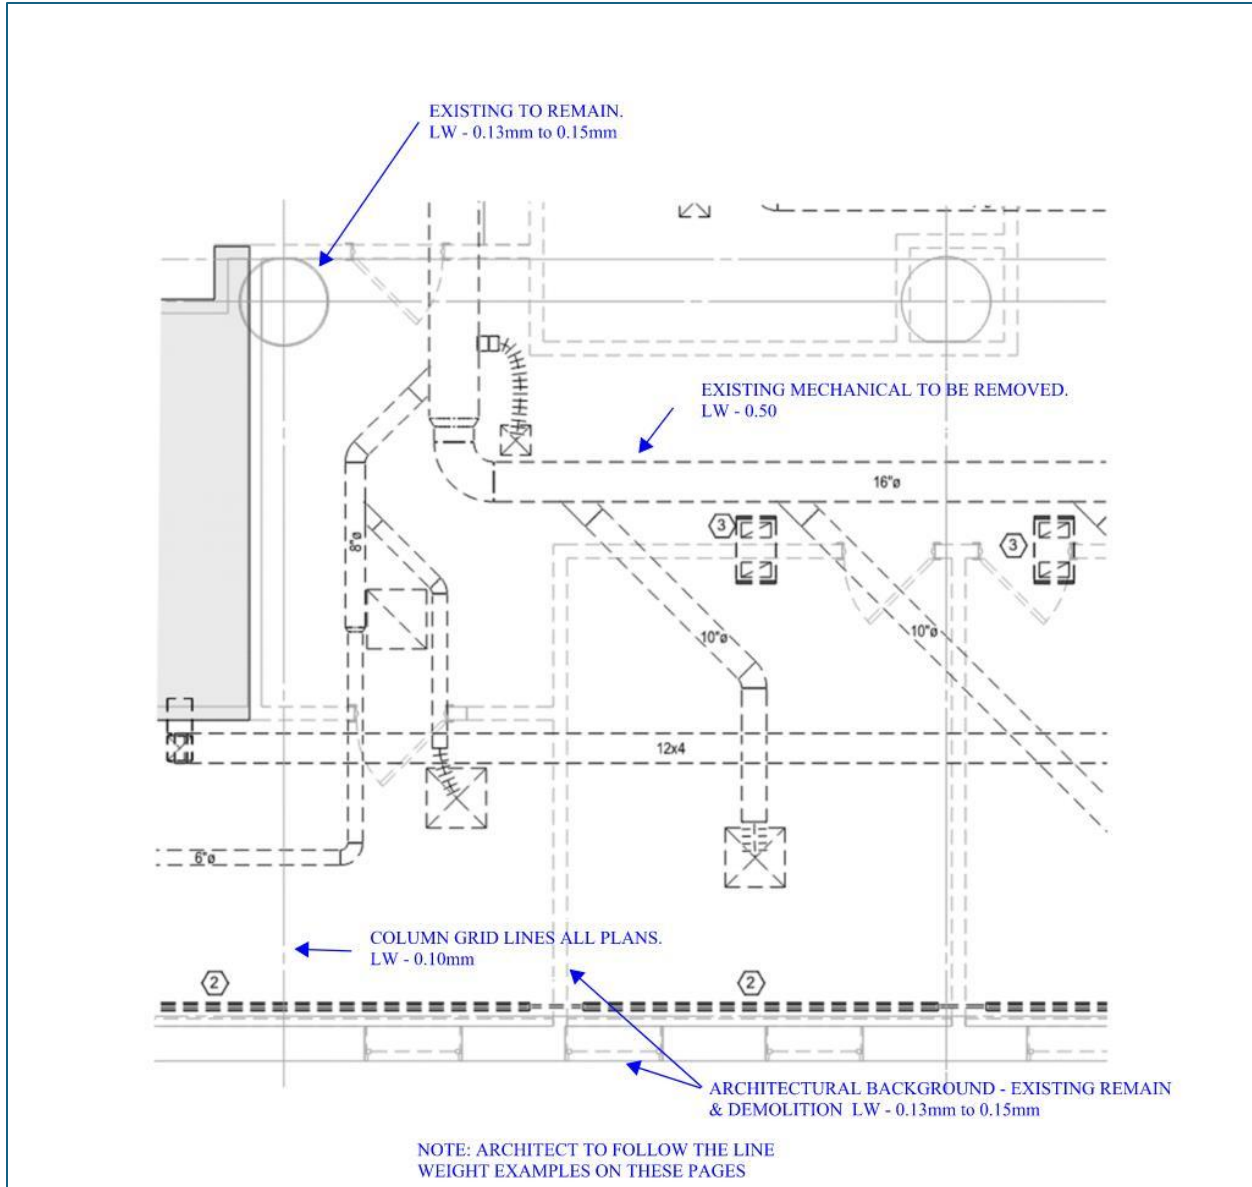 EXISTING TO REMAIN.
LW - 0.13mm to 0.15mm
EXISTING MECHANICAL TO BE REMOVED.
LW - 0.50
16"ø
3
3
8"ø
10"ø
10"ø
12x4
6"ø
COLUMN GRID LINES ALL PLANS.
LW - 0.10mm
2
2
ARCHITECTURAL BACKGROUND - EXISTING REMAIN
& DEMOLITION LW - 0.13mm to 0.15mm
NOTE: ARCHITECT TO FOLLOW THE LINE
WEIGHT EXAMPLES ON THESE PAGES